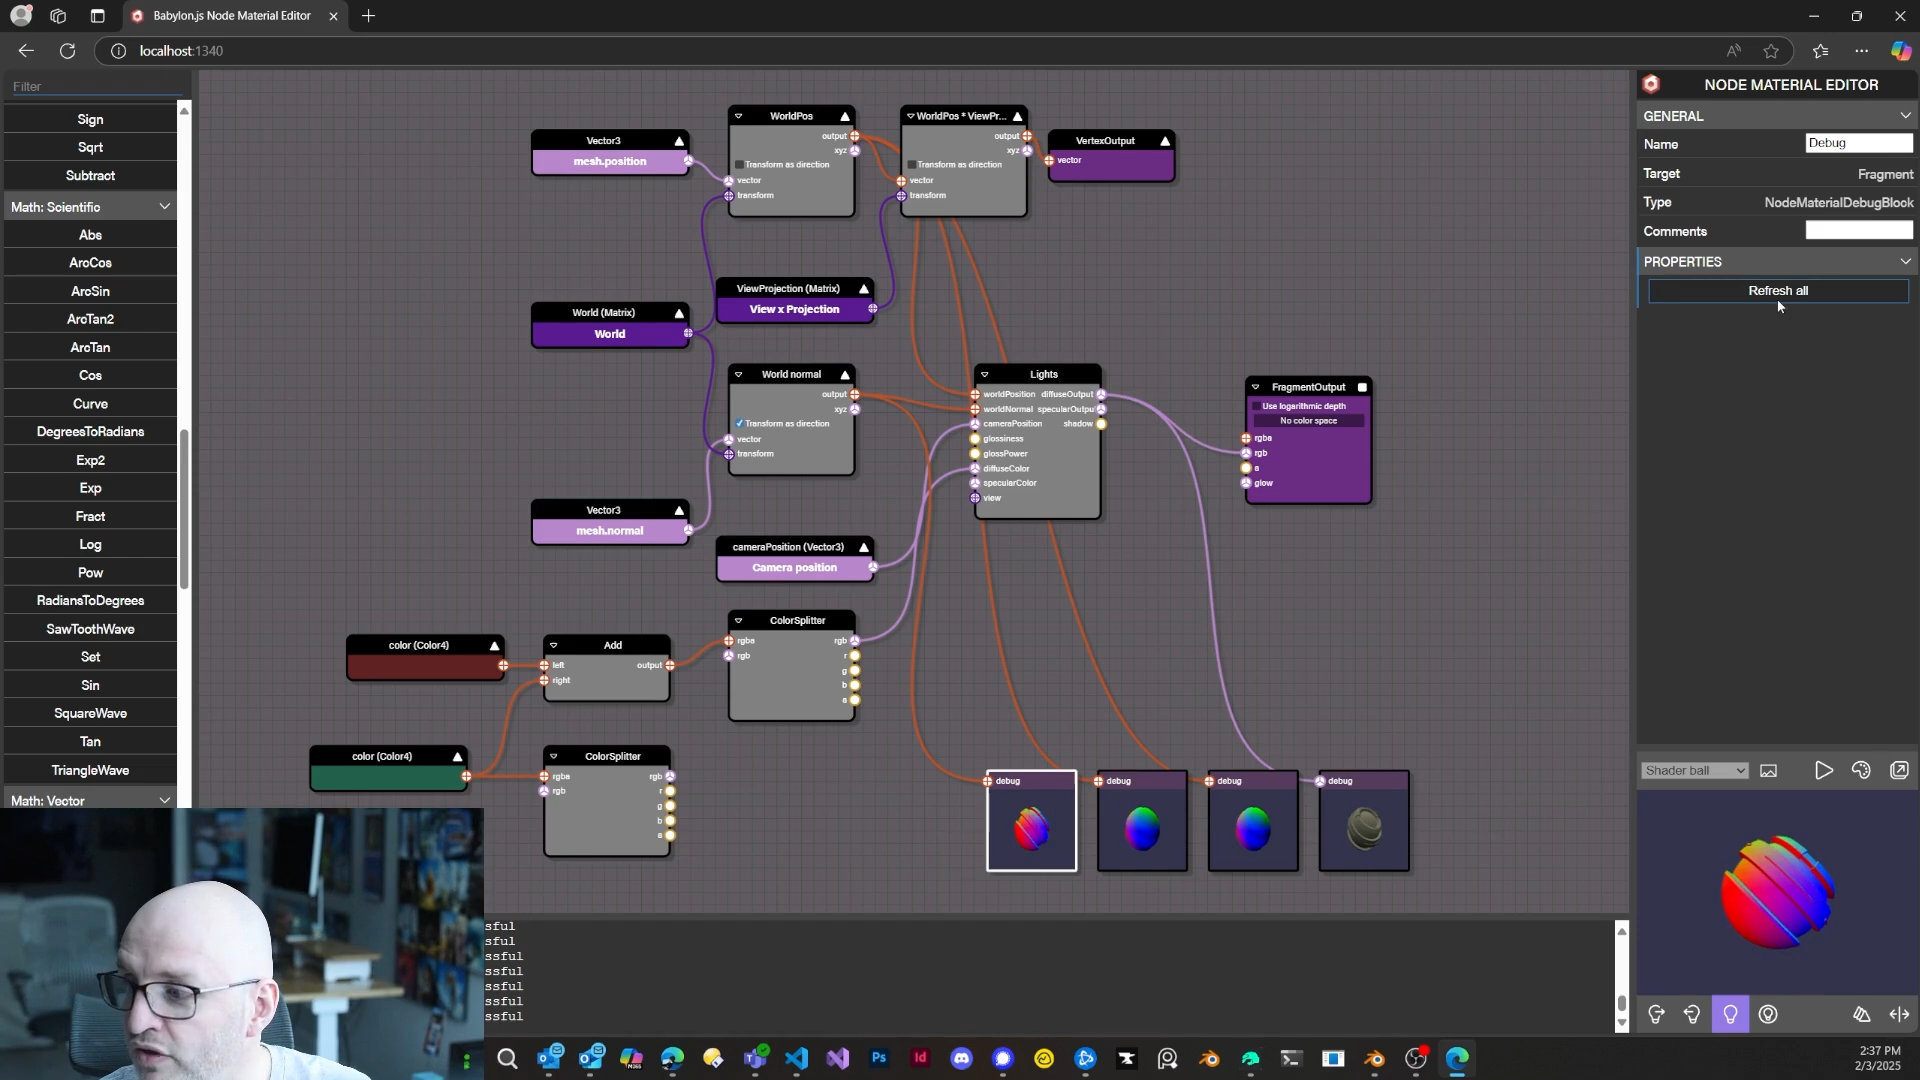 Babylon.js Node Material Editor
localhost:1340
Filter
Sign
Sqrt
Subtract
Math: Scientific
Abs
ArcCos
ArcSin
ArcTan2
ArcTan
Cos
Curve
DegreesToRadians
Exp2
Exp
Fract
Log
Pow
RadiansToDegrees
SawToothWave
Set
Sin
SquareWave
Tan
TriangleWave
Math: Vector
Vector3
mesh.position
WorldPos
output
xyz
Transform as direction
vector
transform
WorldPos * ViewPr...
output
xyz
Transform as direction
vector
transform
VertexOutput
vector
ViewProjection (Matrix)
View x Projection
World (Matrix)
World
World normal
output
xyz
Transform as direction
vector
transform
Vector3
mesh.normal
cameraPosition (Vector3)
Camera position
Lights
worldPosition diffuseOutput
worldNormal specularOutpu
cameraPosition shadow
glossiness
glossPower
diffuseColor
specularColor
view
FragmentOutput
Use logarithmic depth
No color space
rgba
rgb
a
glow
color (Color4)
Add
left output
right
ColorSplitter
rgba rgb
rgb r
g
b
a
color (Color4)
ColorSplitter
rgba rgb
rgb r
g
b
a
debug
debug
debug
debug
sful
sful
ssful
ssful
ssful
ssful
ssful
NODE MATERIAL EDITOR
GENERAL
Name Debug
Target Fragment
Type NodeMaterialDebugBlock
Comments
PROPERTIES
Refresh all
Shader ball
M365
Ps
Id
2:37 PM
2/3/2025